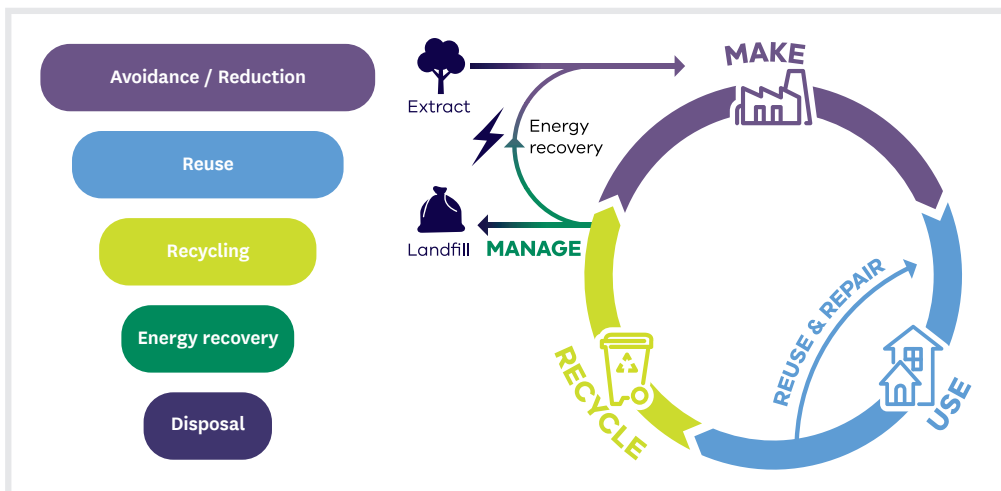 Avoidance / Reduction
Reuse
Recycling
Energy recovery
Disposal
Extract
Energy
recovery
Landfill
MANAGE
MAKE
REUSE & REPAIR
USE
RECYCLE